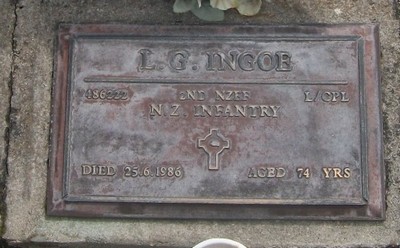 L. G. INGOE
486222 2ND NZEF L/CPL
N.Z. INFANTRY
DIED 25.6.1986 AGED 74 YRS